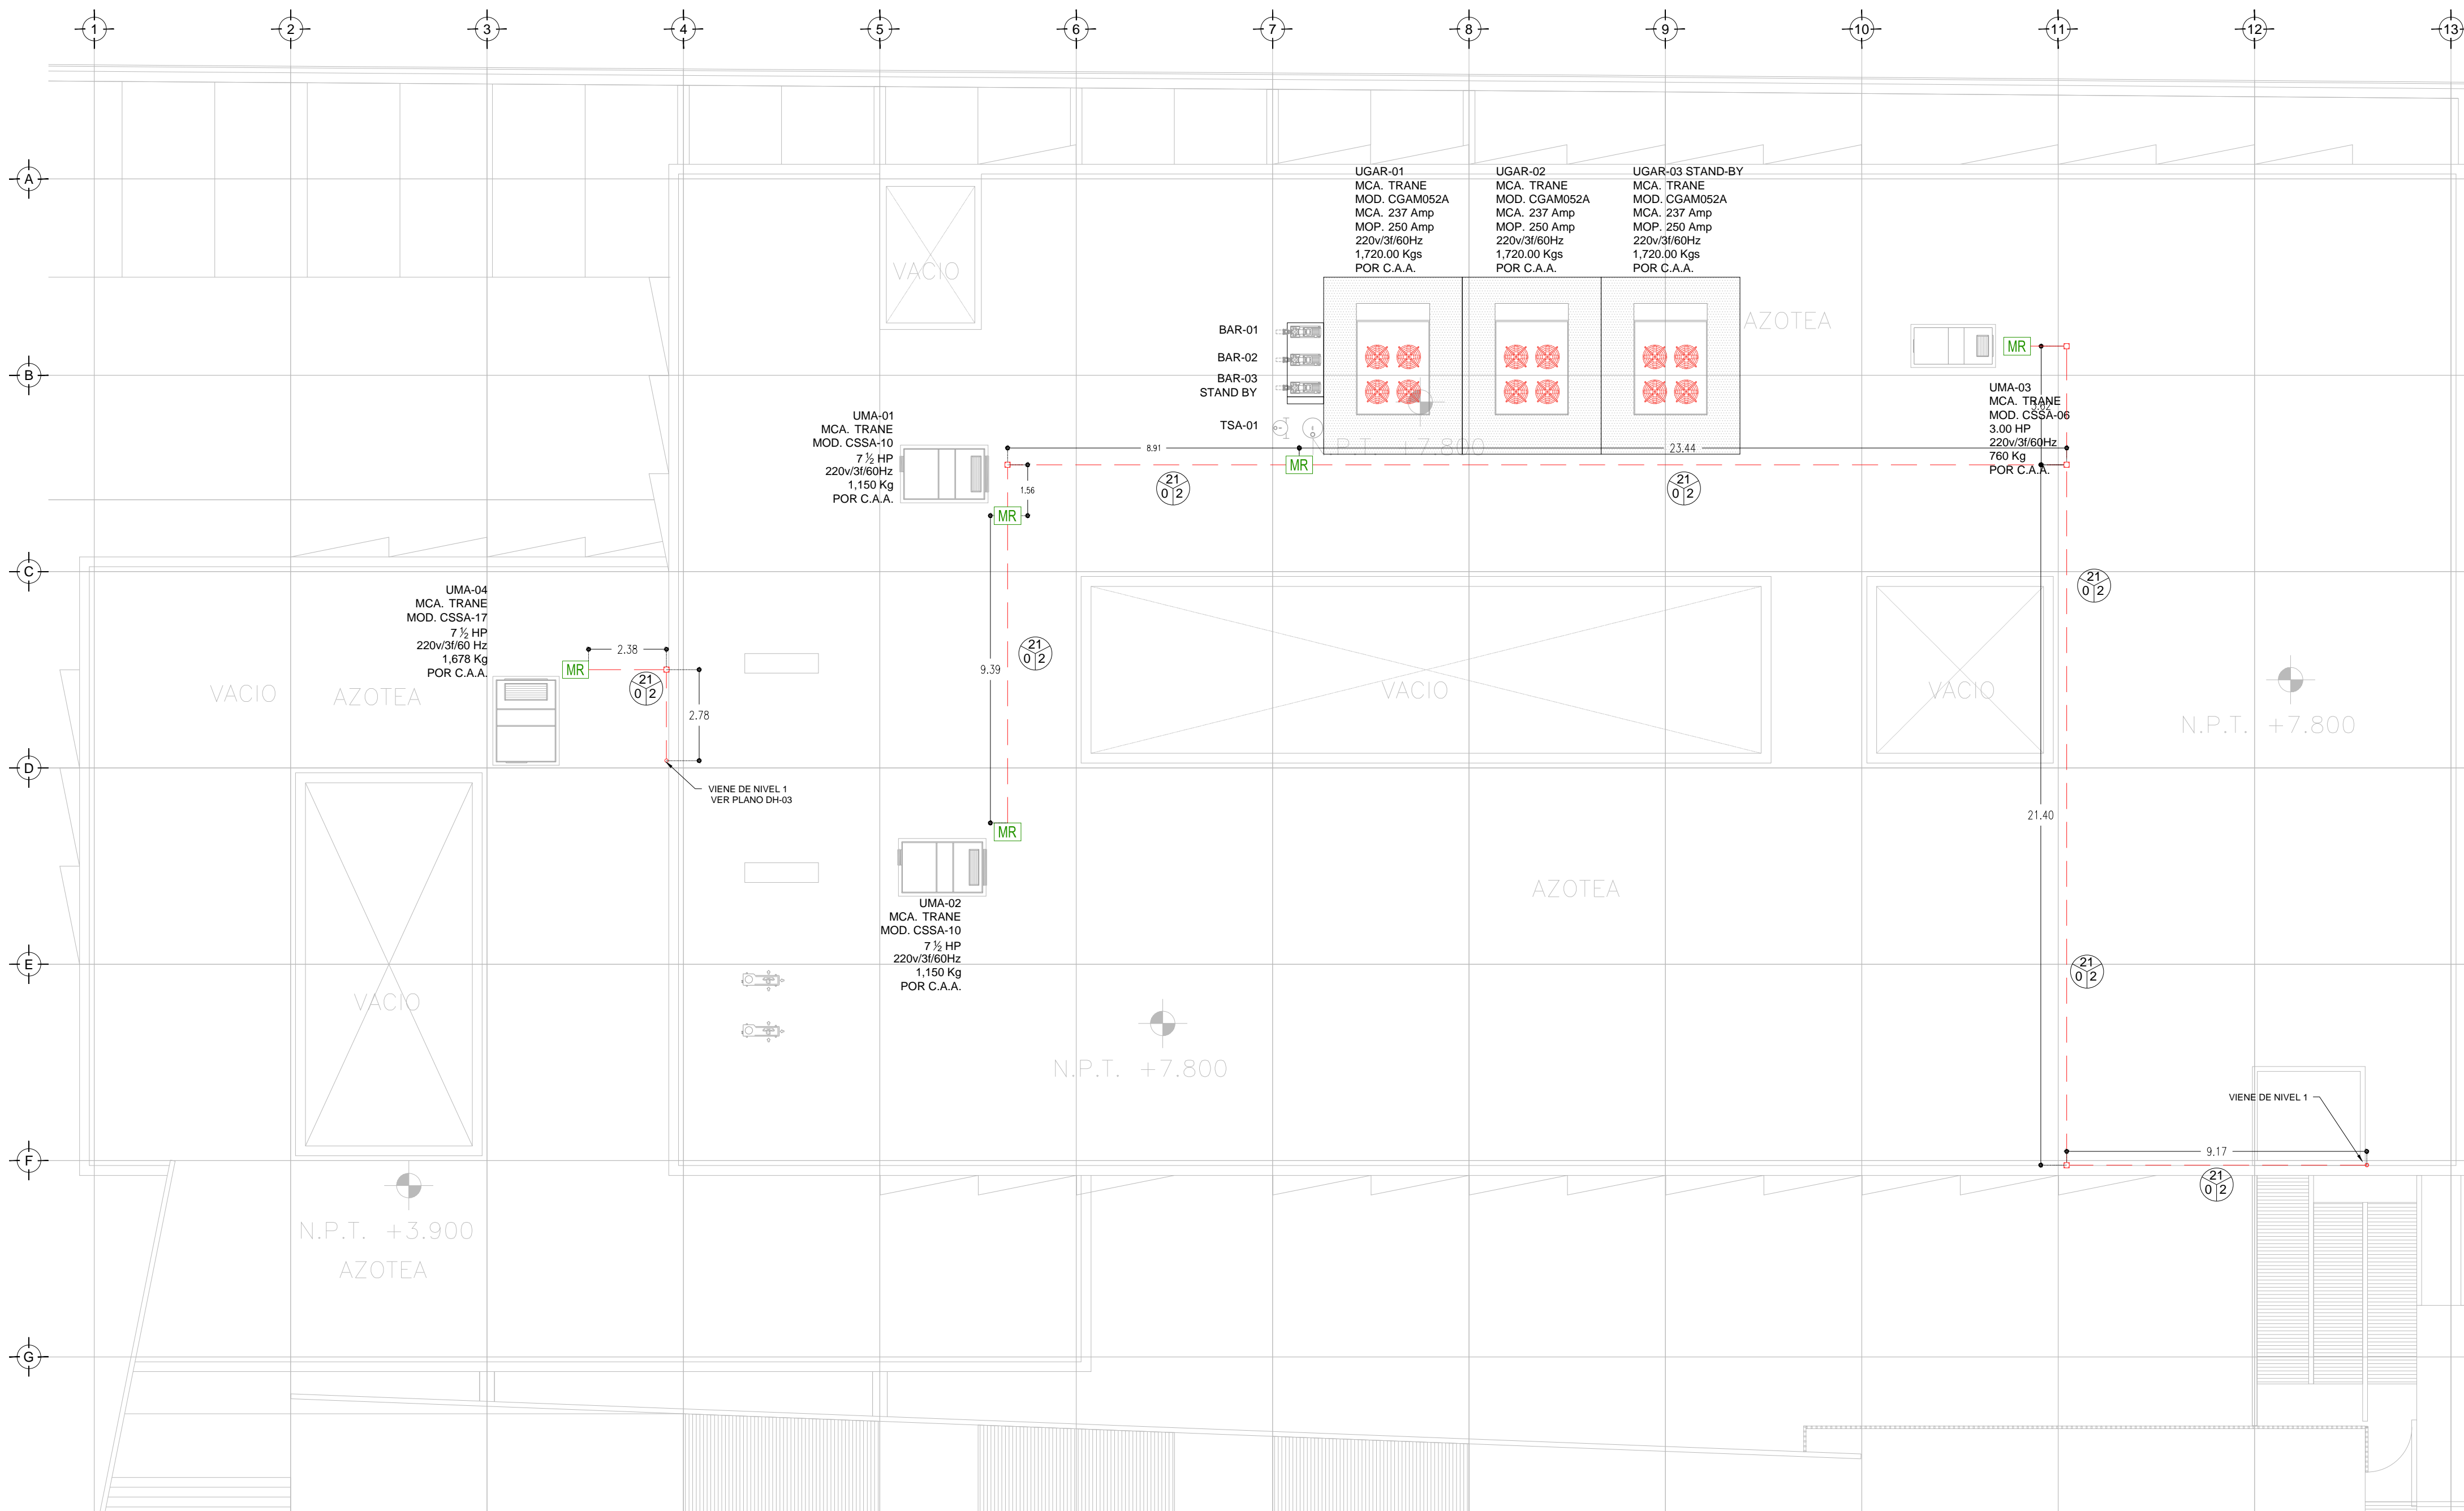 1 2 3 4 5 6 7 8 9 10 11 12 13
A
UGAR-01
MCA. TRANE
MOD. CGAM052A
MCA. 237 Amp
MOP. 250 Amp
220v/3f/60Hz
1,720.00 Kgs
POR C.A.A.
UGAR-02
MCA. TRANE
MOD. CGAM052A
MCA. 237 Amp
MOP. 250 Amp
220v/3f/60Hz
1,720.00 Kgs
POR C.A.A.
UGAR-03 STAND-BY
MCA. TRANE
MOD. CGAM052A
MCA. 237 Amp
MOP. 250 Amp
220v/3f/60Hz
1,720.00 Kgs
POR C.A.A.
VACIO
AZOTEA
BAR-01
BAR-02
BAR-03
STAND BY
TSA-01
MR
B
UMA-03
MCA. TRANE
MOD. CSSA-06
3.00 HP
220v/3f/60Hz
760 Kg
POR C.A.A.
UMA-01
MCA. TRANE
MOD. CSSA-10
7 ½ HP
220v/3f/60Hz
1,150 Kg
POR C.A.A.
N.P.T. +7.800
8.91
23.44
MR
21
0 2
21
0 2
1.56
MR
C
21
0 2
UMA-04
MCA. TRANE
MOD. CSSA-17
7 ½ HP
220v/3f/60 Hz
1,678 Kg
POR C.A.A.
MR
2.38
21
0 2
2.78
9.39
21
0 2
VACIO
AZOTEA
VACIO
VACIO
N.P.T. +7.800
D
VIENE DE NIVEL 1
VER PLANO DH-03
21.40
MR
AZOTEA
UMA-02
MCA. TRANE
MOD. CSSA-10
7 ½ HP
220v/3f/60Hz
1,150 Kg
POR C.A.A.
E
21
0 2
VACIO
N.P.T. +7.800
VIENE DE NIVEL 1
F
9.17
21
0 2
N.P.T. +3.900
AZOTEA
G